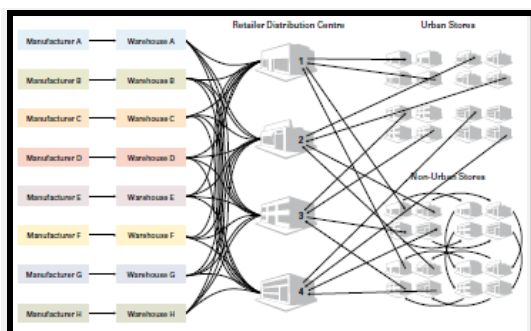 Retailer Distribution Centre
Urban Stores
Manufacturer A
Warehouse A
Manufacturer B
Warehouse B
Manufacturer C
Warehouse C
Manufacturer D
Warehouse D
Manufacturer E
Warehouse E
Manufacturer F
Warehouse F
Manufacturer G
Warehouse G
Manufacturer H
Warehouse H
1
2
3
4
Non-Urban Stores